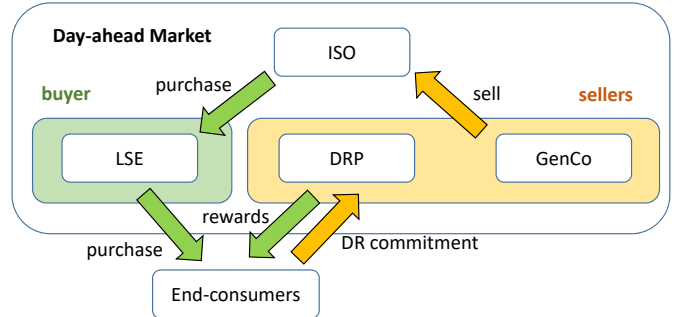 Day-ahead Market
ISO
purchase
buyer
sell
sellers
LSE
DRP
GenCo
rewards
purchase
DR commitment
End-consumers